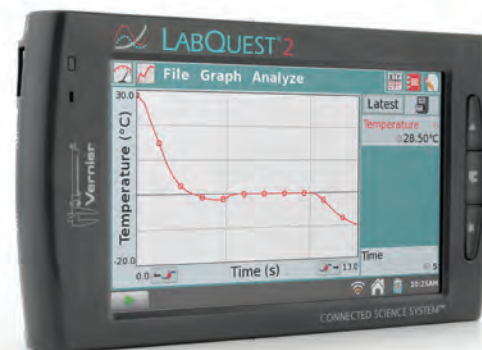 LABQUEST® 2
File Graph Analyze
30.0
Temperature (°C)
-20.0
0.0
Time (s)
13.0
Latest
Temperature
28.50°C
Time
s
10:25AM
Vernier
CONNECTED SCIENCE SYSTEM™